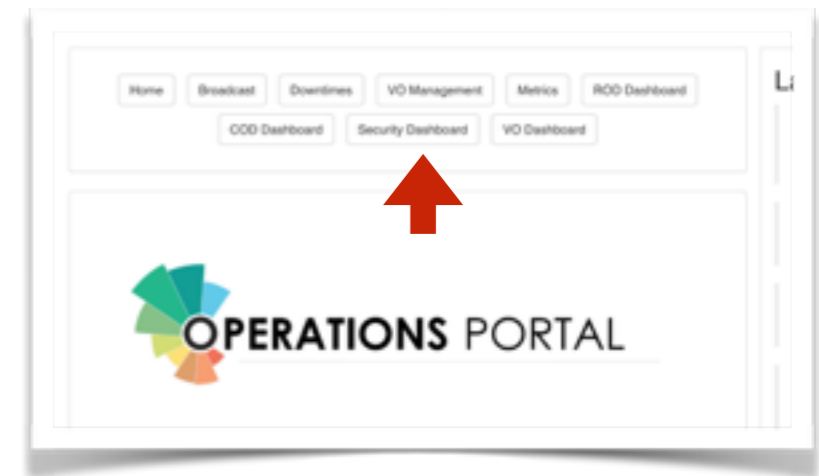 Home Broadcast Downtimes VO Management Metrics ROD Dashboard
COD Dashboard Security Dashboard VO Dashboard
OPERATIONS PORTAL